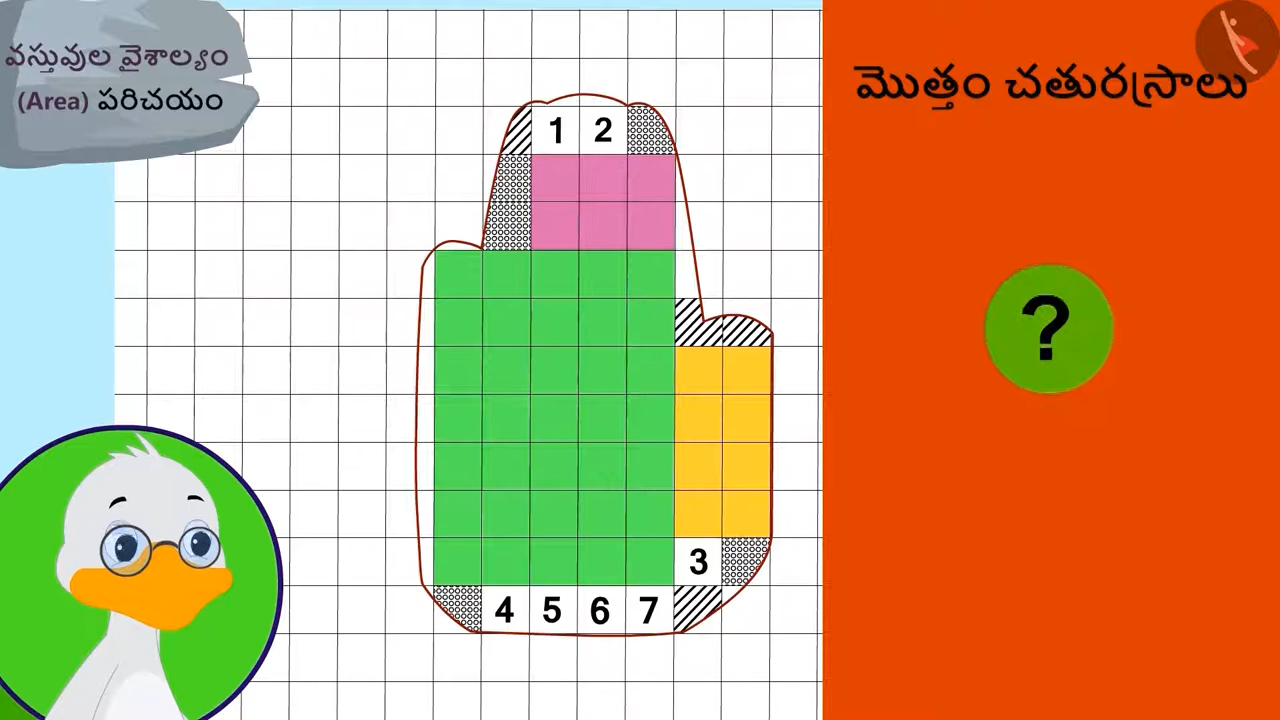 వస్తువుల వైశాల్యం
(Area) పరిచయం
మొత్తం చతురస్రాలు
1 2
?
3
4 5 6 7